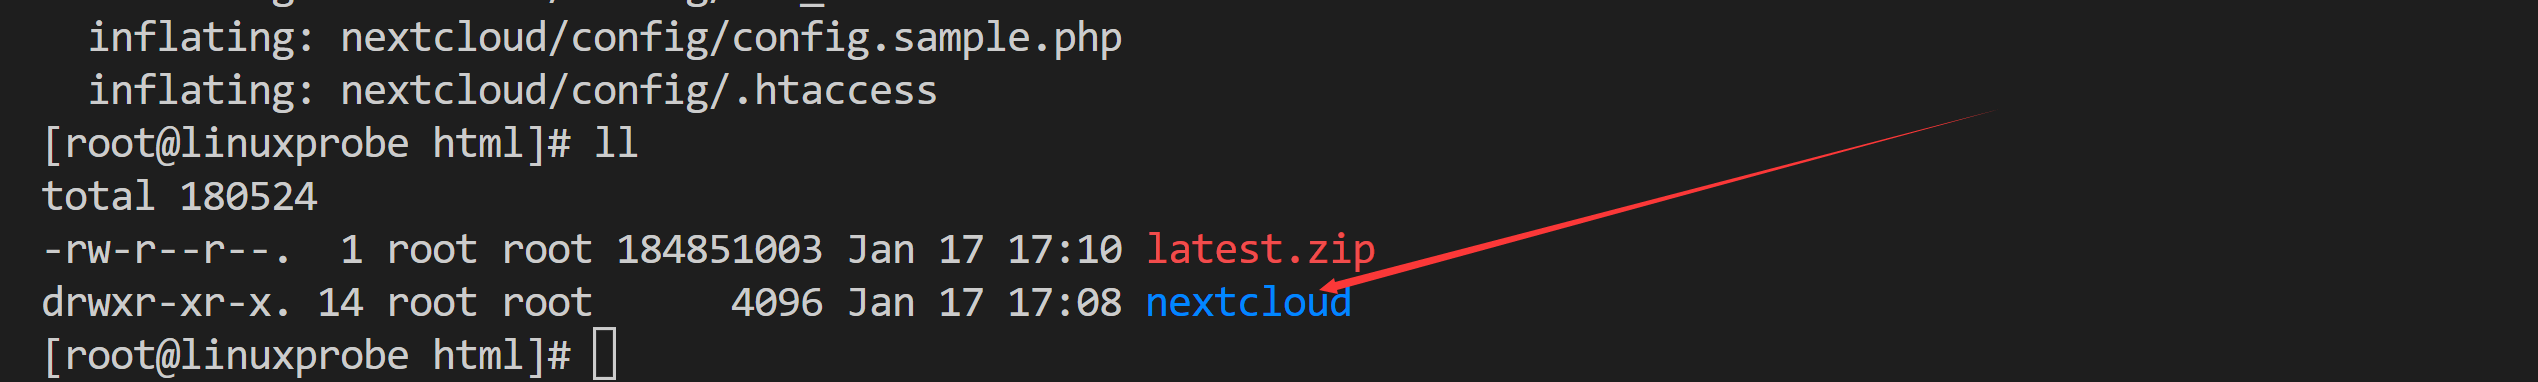 inflating: nextcloud/config/config.sample.php
inflating: nextcloud/config/.htaccess
[root@linuxprobe html]# ll
total 180524
-rw-r--r--.  1 root root 184851003 Jan 17 17:10 latest.zip
drwxr-xr-x. 14 root root      4096 Jan 17 17:08 nextcloud
[root@linuxprobe html]#